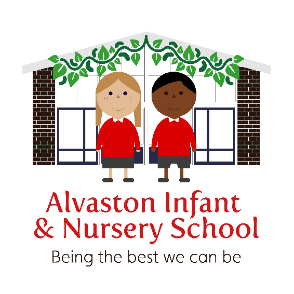 Alvaston Infant
& Nursery School
Being the best we can be